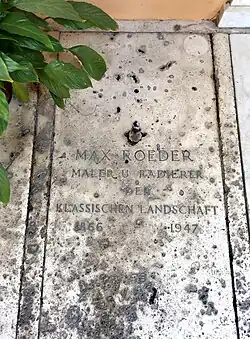 MAX ROEDER
MALER U. RADIERER
DER
KLASSISCHEN LANDSCHAFT
1866 1947